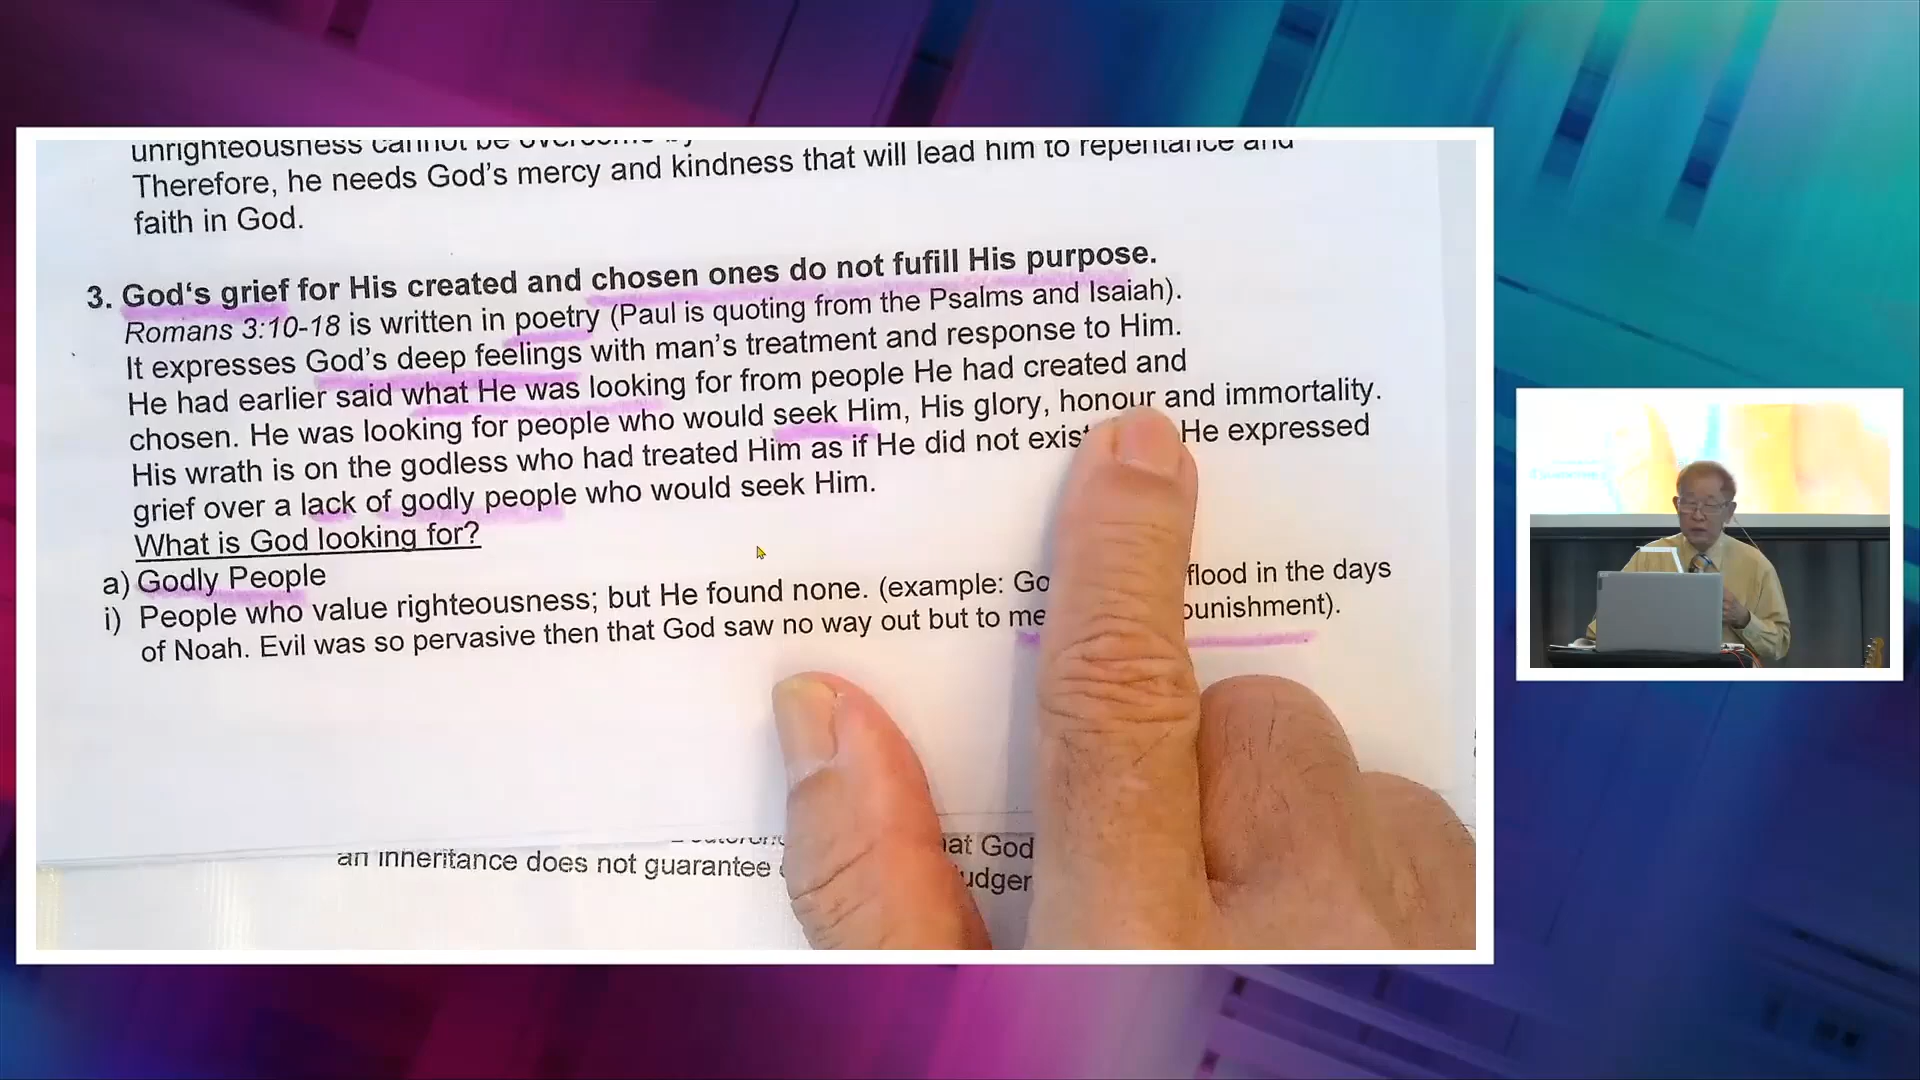 unrighteousness cannot be overcome by
Therefore, he needs God's mercy and kindness that will lead him to repentance and
faith in God.
3. God's grief for His created and chosen ones do not fufill His purpose.
Romans 3:10-18 is written in poetry (Paul is quoting from the Psalms and Isaiah).
It expresses God's deep feelings with man's treatment and response to Him.
He had earlier said what He was looking for from people He had created and
chosen. He was looking for people who would seek Him, His glory, honour and immortality.
His wrath is on the godless who had treated Him as if He did not exis He expressed
grief over a lack of godly people who would seek Him.
What is God looking for?
a) Godly People
i) People who value righteousness; but He found none. (example: Go flood in the days
of Noah. Evil was so pervasive then that God saw no way out but to me punishment).
at God
an inheritance does not guarantee udger